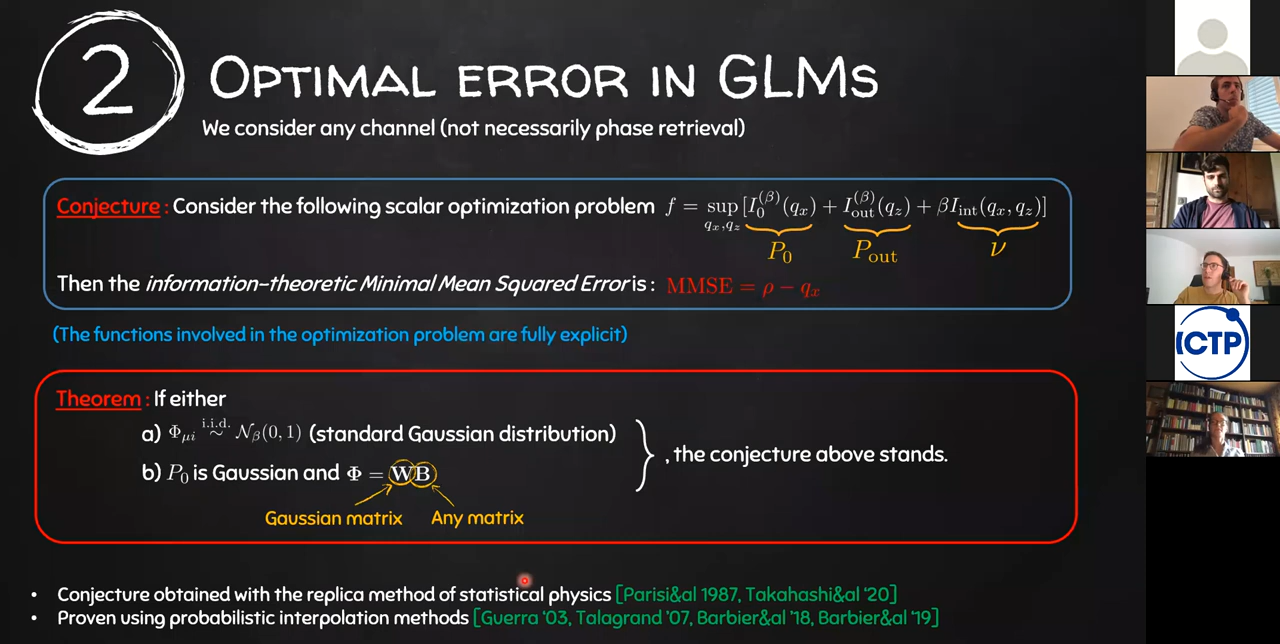 2
OPTIMAL ERROR IN GLMs
We consider any channel (not necessarily phase retrieval)
Conjecture : Consider the following scalar optimization problem f = sup_{q_x,q_z} [I_0^{(β)}(q_x) + I_out^{(β)}(q_z) + βI_int(q_x, q_z)]
P_0 P_out ν
Then the information-theoretic Minimal Mean Squared Error is : MMSE = ρ − q_x
(The functions involved in the optimization problem are fully explicit)
Theorem : If either
a) Φ_{μi} i.i.d. ∼ N_β(0, 1) (standard Gaussian distribution)
b) P_0 is Gaussian and Φ = WB
, the conjecture above stands.
Gaussian matrix Any matrix
• Conjecture obtained with the replica method of statistical physics [Parisi&al 1987, Takahashi&al ‘20]
• Proven using probabilistic interpolation methods [Guerra ‘03, Talagrand ‘07, Barbier&al ‘18, Barbier&al ‘19]
ICTP